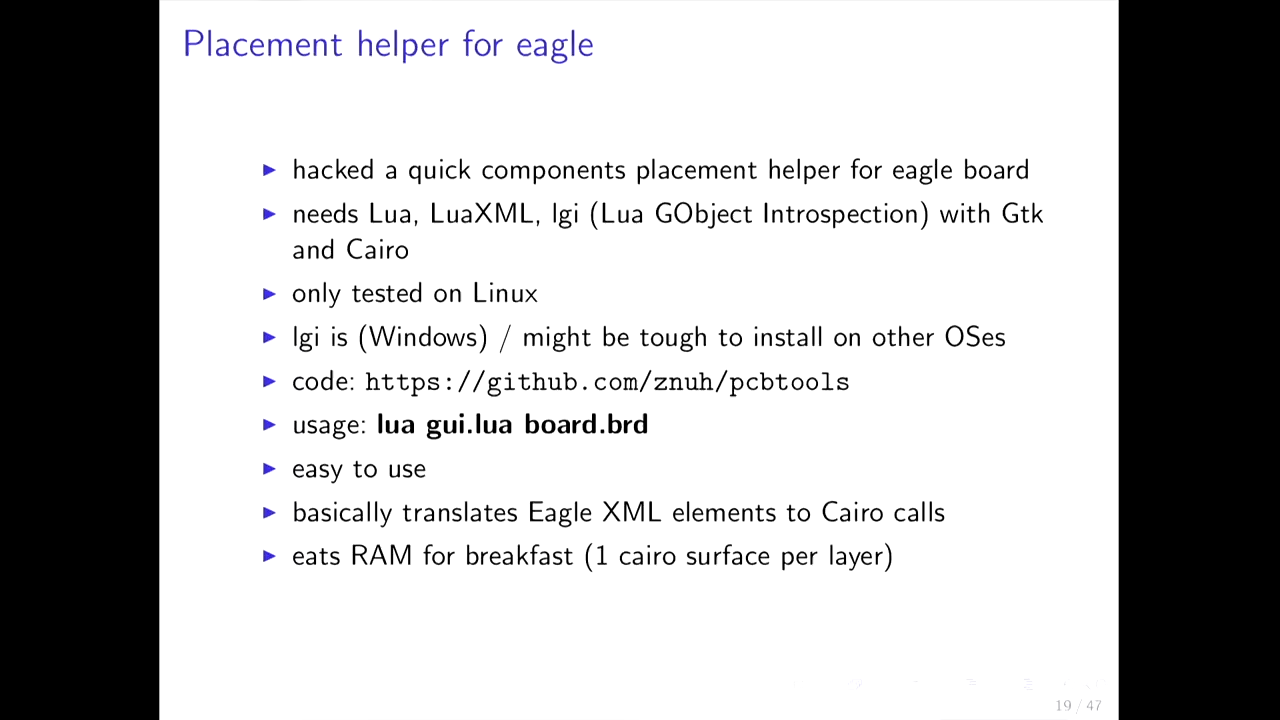 Placement helper for eagle
hacked a quick components placement helper for eagle board
needs Lua, LuaXML, lgi (Lua GObject Introspection) with Gtk
and Cairo
only tested on Linux
lgi is (Windows) / might be tough to install on other OSes
code: https://github.com/znuh/pcbtools
usage: lua gui.lua board.brd
easy to use
basically translates Eagle XML elements to Cairo calls
eats RAM for breakfast (1 cairo surface per layer)
19 / 47